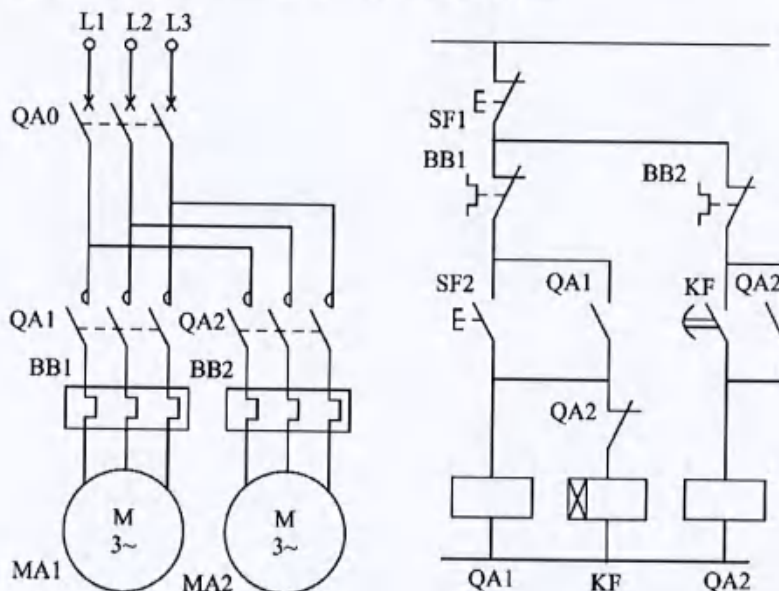 L1 L2 L3
QA0
SF1
BB1
BB2
SF2
QA1
KF
QA2
QA1
QA2
BB1
BB2
QA2
M
3~
M
3~
MA1
MA2
QA1
KF
QA2